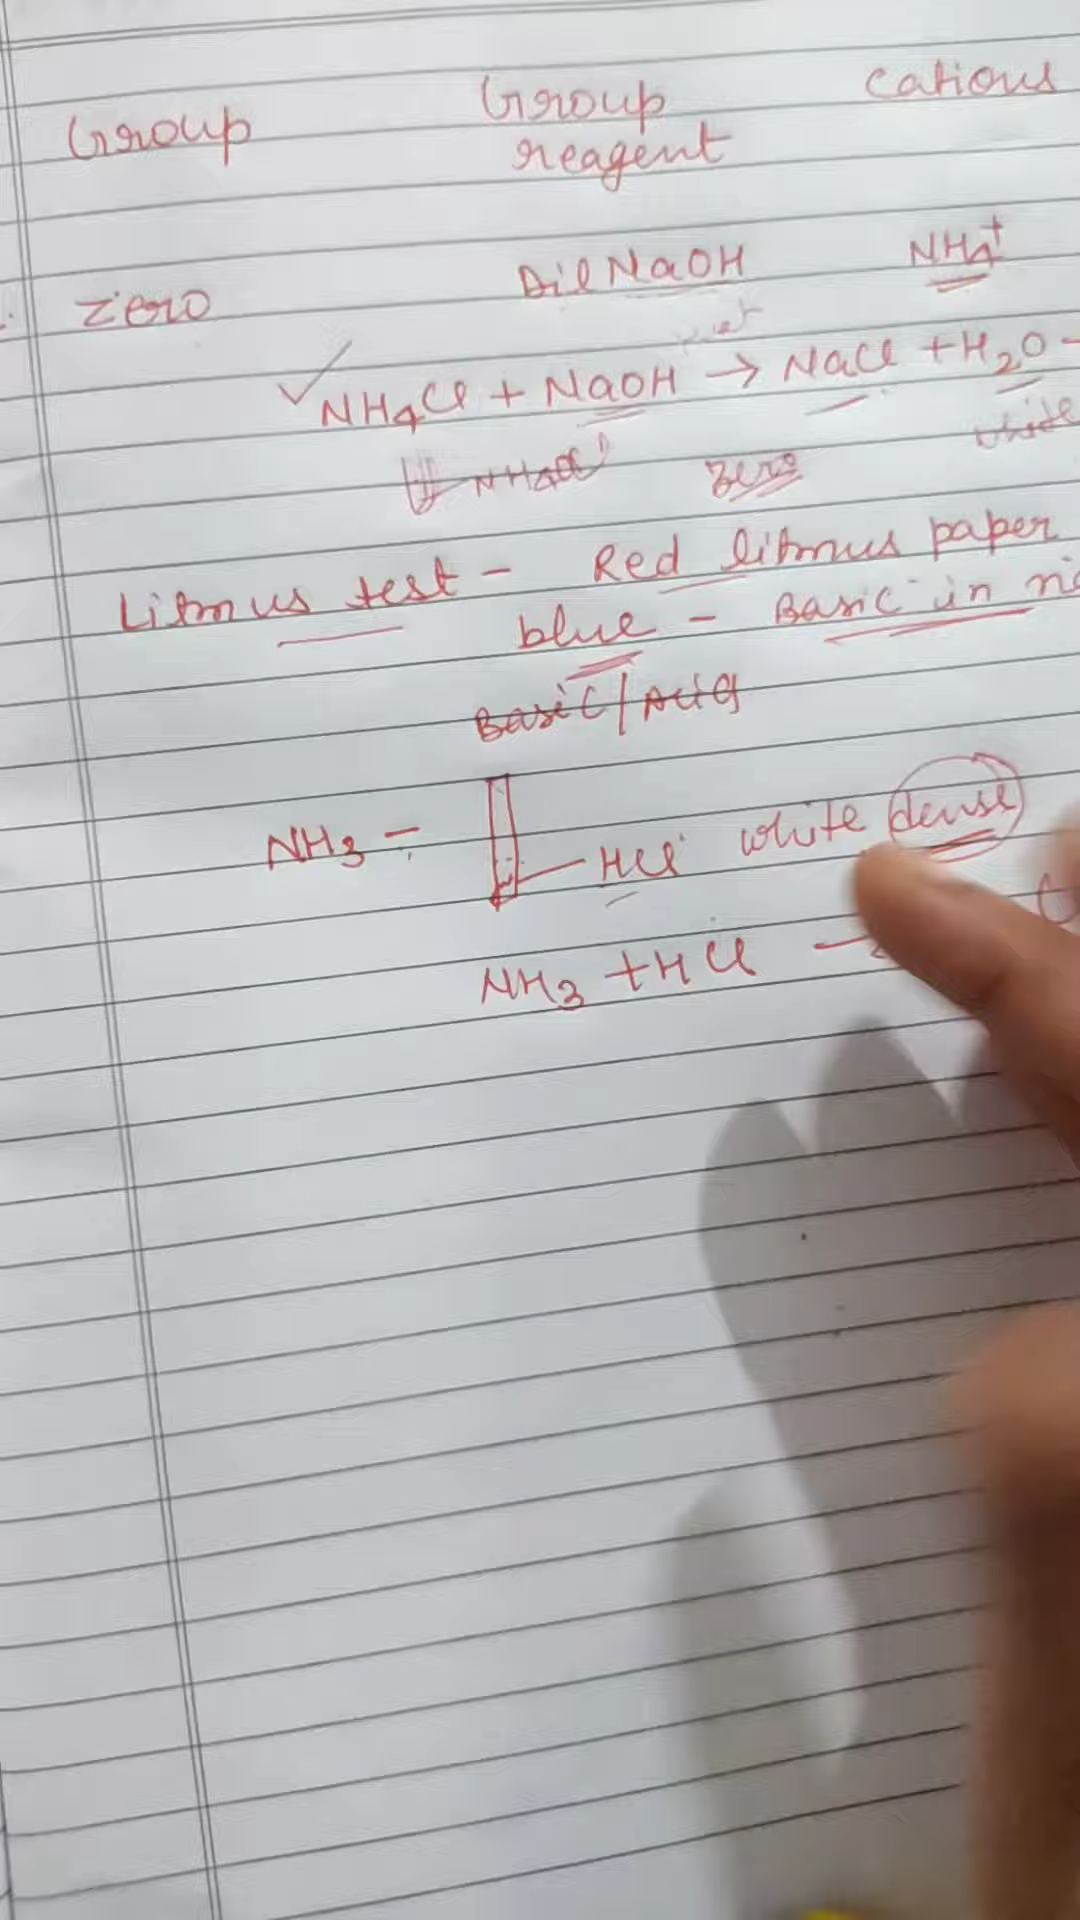 Group Group reagent cations
zero Dil NaOH NH4+
✓ NH4Cl + NaOH → NaCl + H2O -
NH4Cl zero
Litmus test - Red litmus paper
blue - Basic in
Basic/Acid
NH3 - HCl white dense
NH3 + HCl →